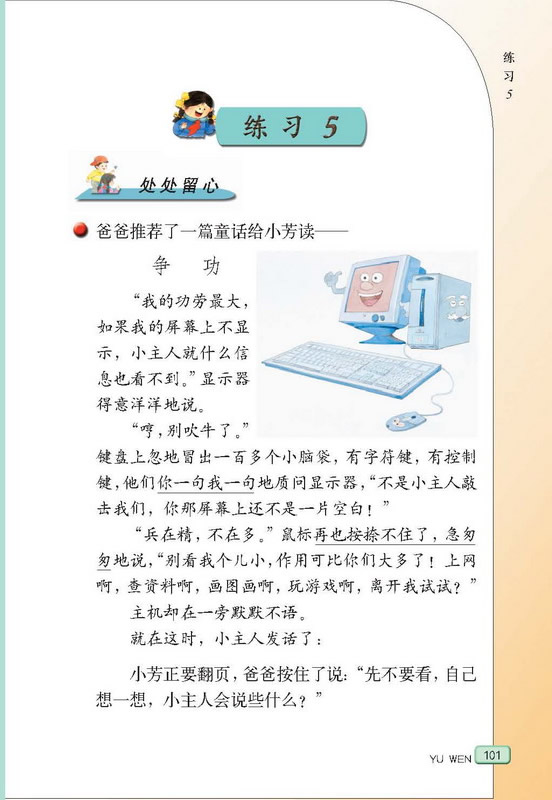 练
习
5
练习 5
处处留心
爸爸推荐了一篇童话给小芳读——
争 功
“我的功劳最大，
如果我的屏幕上不显
示，小主人就什么信
息也看不到。”显示器
得意洋洋地说。
“哼，别吹牛了。”
键盘上忽地冒出一百多个小脑袋，有字符键，有控制
键，他们你一句我一句地质问显示器，“不是小主人敲
去我们，你那屏幕上还不是一片空白！”
“兵在精，不在多。”鼠标再也按捺不住了，急匆
匆地说，“别看我个儿小，作用可比你们大多了！上网
啊，查资料啊，画图画啊，玩游戏啊，离开我试试？”
主机却在一旁默默不语。
就在这时，小主人发话了：
小芳正要翻页，爸爸按住了说：“先不要看，自己
想一想，小主人会说些什么？”
YU WEN 101